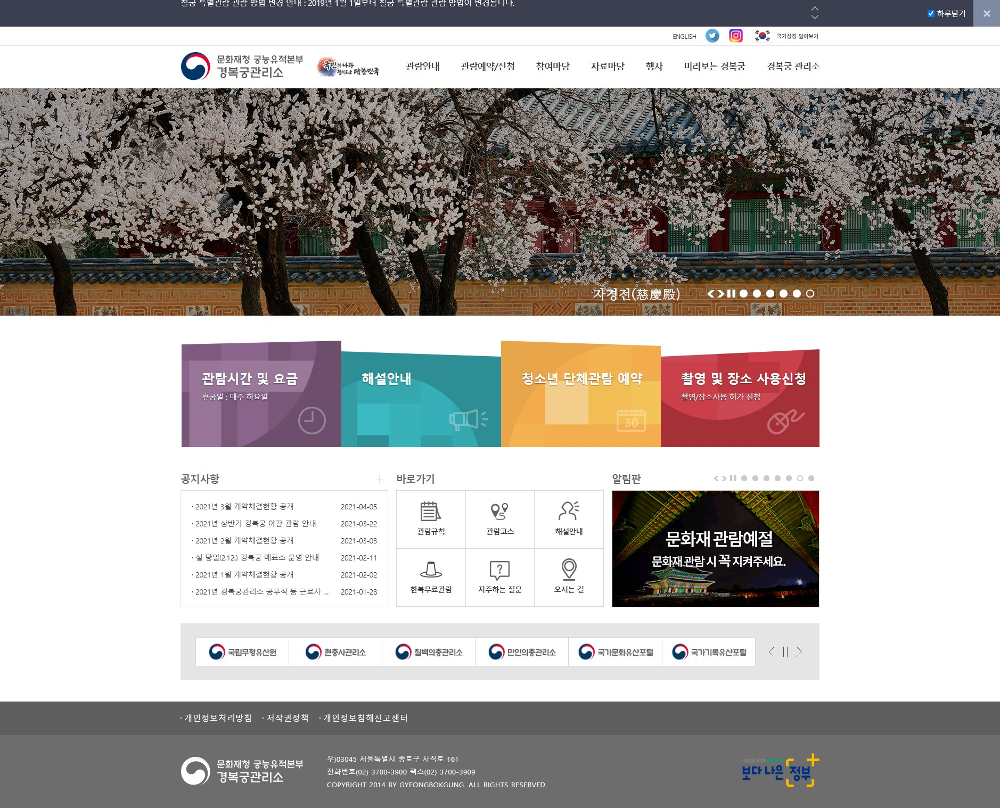 칠궁 특별관람 관람 방법 변경 안내 : 2019년 1월 1일부터 칠궁 특별관람 관람 방법이 변경됩니다.
하루닫기
ENGLISH
국가상징 알아보기
문화재청 궁능유적본부
경복궁관리소
국민의 나라
정의로운 대한민국
관람안내
관람예약/신청
참여마당
자료마당
행사
미리보는 경복궁
경복궁 관리소
자경전(慈慶殿)
관람시간 및 요금
휴궁일 : 매주 화요일
해설안내
청소년 단체관람 예약
30
촬영 및 장소 사용신청
촬영/장소사용 허가 신청
공지사항
· 2021년 3월 계약체결현황 공개 2021-04-05
· 2021년 상반기 경복궁 야간 관람 안내 2021-03-22
· 2021년 2월 계약체결현황 공개 2021-03-03
· 설 당일(2.12.) 경복궁 매표소 운영 안내 2021-02-11
· 2021년 1월 계약체결현황 공개 2021-02-02
· 2021년 경복궁관리소 공무직 등 근로자 ... 2021-01-28
바로가기
관람규칙
관람코스
해설안내
한복무료관람
자주하는 질문
오시는 길
알림판
문화재 관람예절
문화재 관람 시 꼭 지켜주세요.
국립무형유산원
현충사관리소
칠백의총관리소
만인의총관리소
국가문화유산포털
국가기록유산포털
· 개인정보처리방침 · 저작권정책 · 개인정보침해신고센터
문화재청 궁능유적본부
경복궁관리소
우)03045 서울특별시 종로구 사직로 161
전화번호(02) 3700-3900 팩스(02) 3700-3909
COPYRIGHT 2014 BY GYEONGBOKGUNG. ALL RIGHTS RESERVED.
내일을 위한
보다 나은 정부